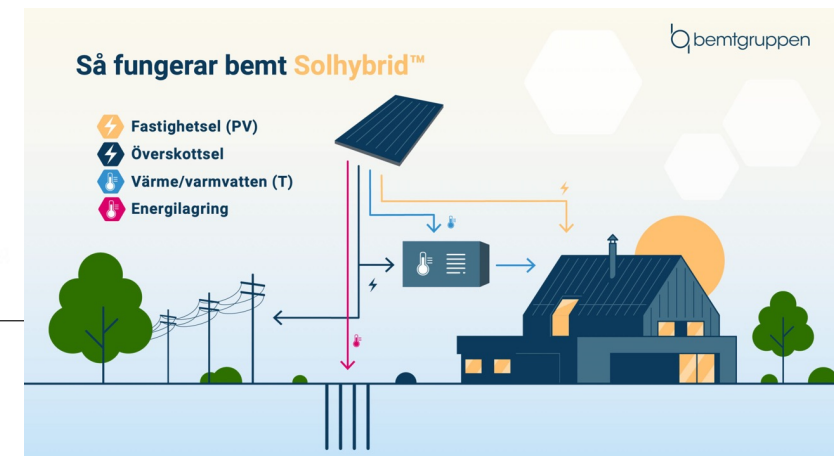 bemtgruppen
Så fungerar bemt Solhybrid™
Fastighetsel (PV)
Överskottsel
Värme/varmvatten (T)
Energilagring